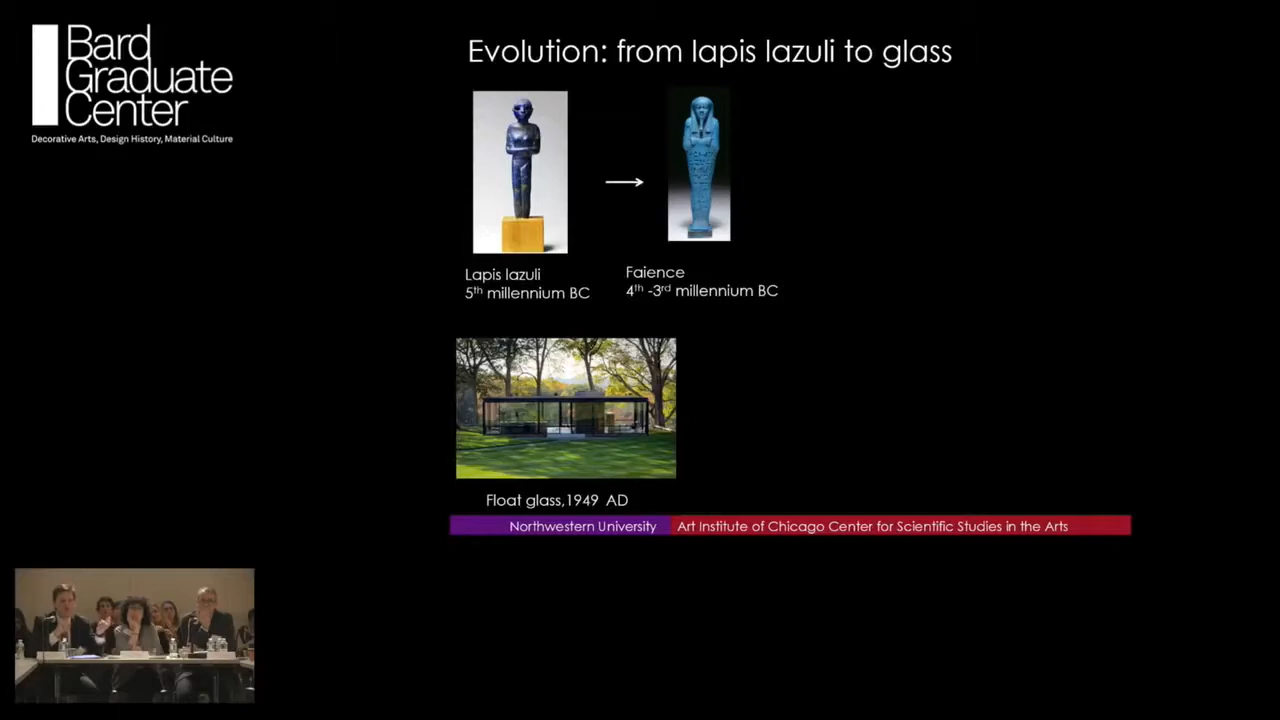 Bard
Graduate
Center
Decorative Arts, Design History, Material Culture
Evolution: from lapis lazuli to glass
Lapis lazuli
5th millennium BC
Faience
4th -3rd millennium BC
Float glass,1949 AD
Northwestern University
Art Institute of Chicago Center for Scientific Studies in the Arts